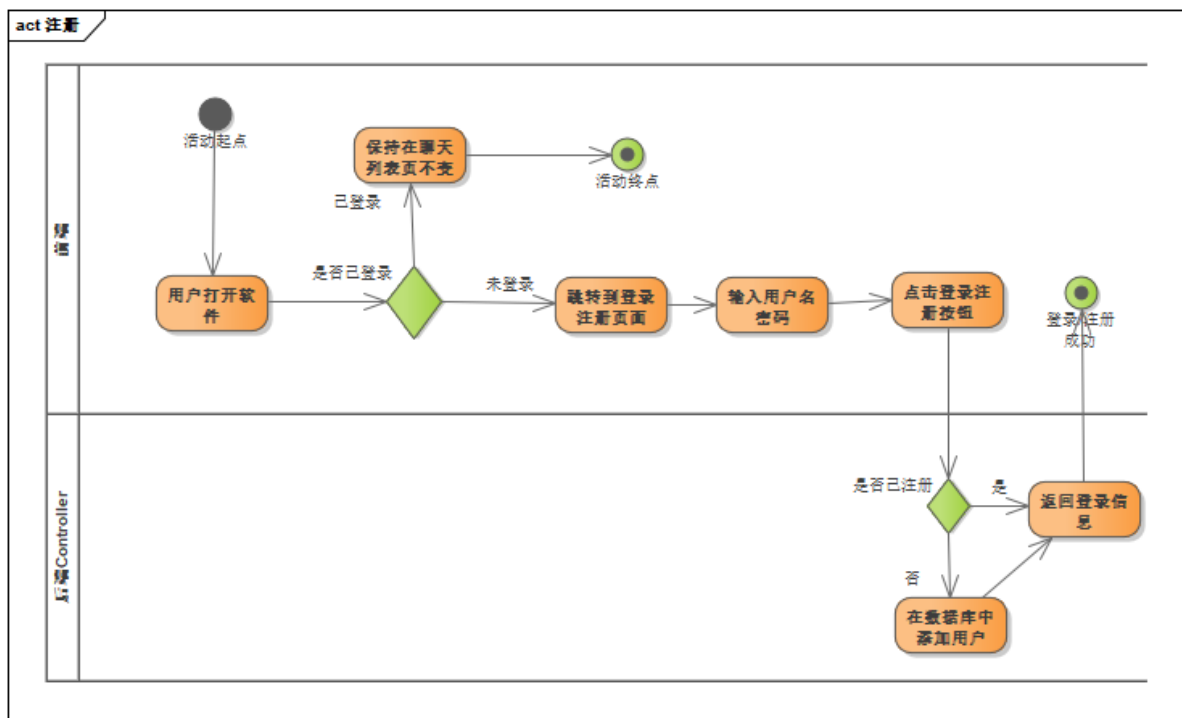 act 注册
活动起点
保持在聊天
列表页不变
活动终点
已登录
前端
是否已登录
未登录
用户打开软
件
跳转到登录
注册页面
输入用户名
密码
点击登录注
册按钮
登录/注册
成功
后端Controller
是否已注册
是
返回登录信
息
否
在数据库中
添加用户